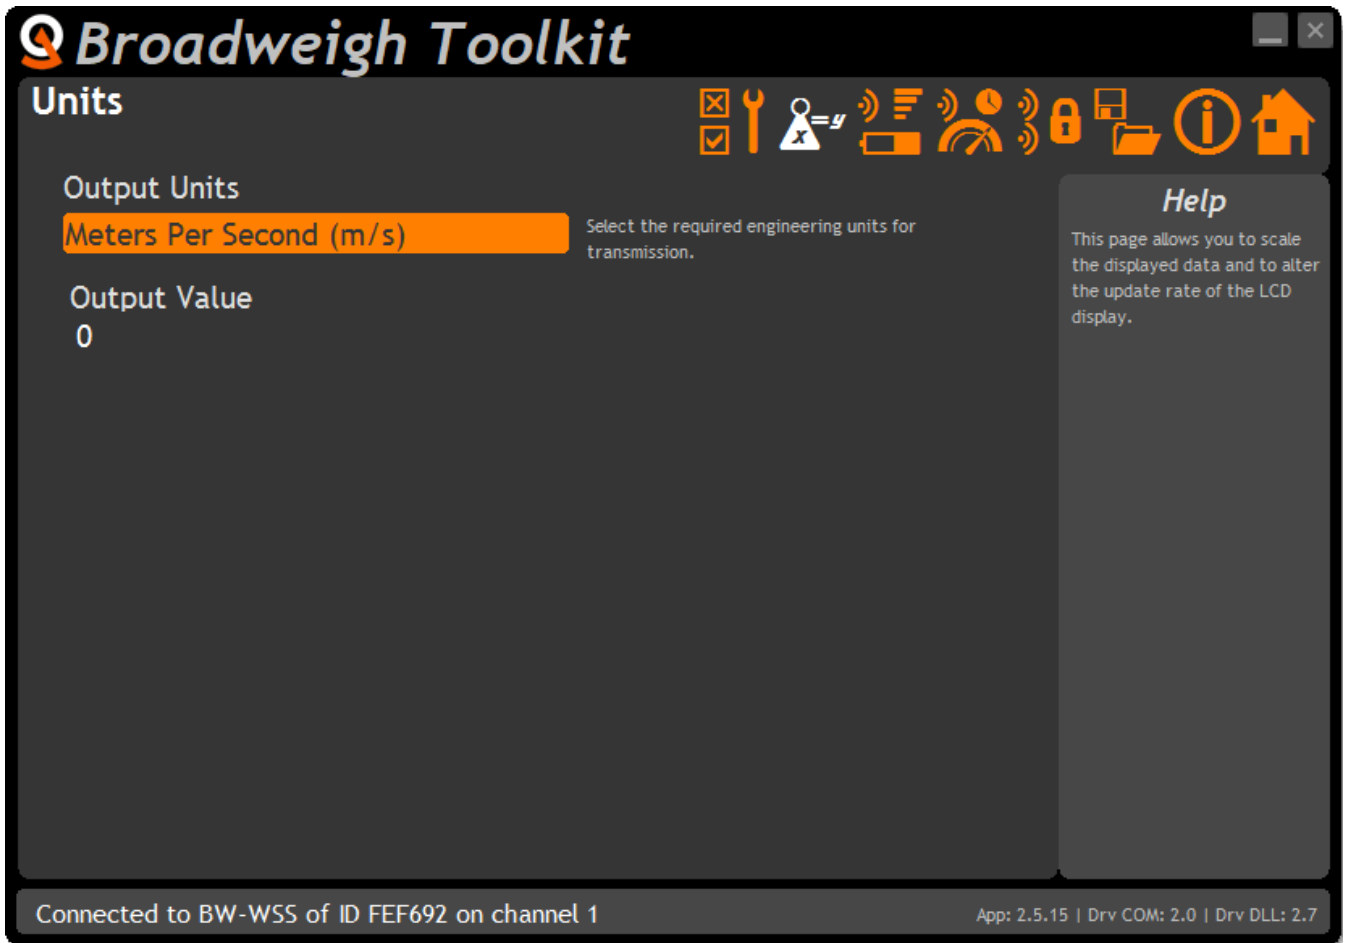 Broadweigh Toolkit
Units
x=y
Output Units
Meters Per Second (m/s)
Select the required engineering units for
transmission.
Output Value
0
Help
This page allows you to scale
the displayed data and to alter
the update rate of the LCD
display.
Connected to BW-WSS of ID FEF692 on channel 1
App: 2.5.15 | Drv COM: 2.0 | Drv DLL: 2.7